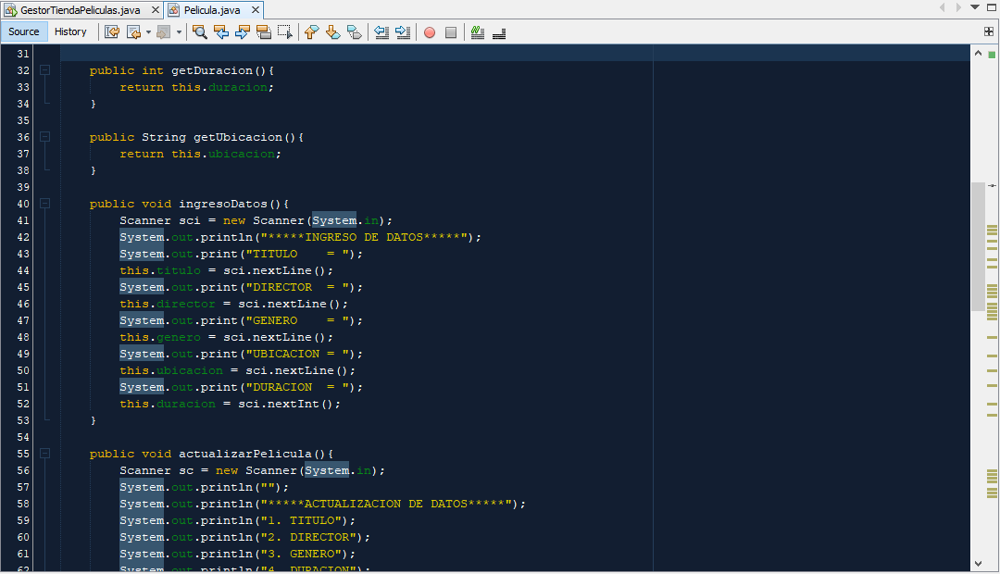 GestorTiendaPeliculas.java Pelicula.java
Source History
31
32 public int getDuracion(){
33 return this.duracion;
34 }
35
36 public String getUbicacion(){
37 return this.ubicacion;
38 }
39
40 public void ingresoDatos(){
41 Scanner sci = new Scanner(System.in);
42 System.out.println("*****INGRESO DE DATOS*****");
43 System.out.print("TITULO    = ");
44 this.titulo = sci.nextLine();
45 System.out.print("DIRECTOR  = ");
46 this.director = sci.nextLine();
47 System.out.print("GENERO    = ");
48 this.genero = sci.nextLine();
49 System.out.print("UBICACION = ");
50 this.ubicacion = sci.nextLine();
51 System.out.print("DURACION  = ");
52 this.duracion = sci.nextInt();
53 }
54
55 public void actualizarPelicula(){
56 Scanner sc = new Scanner(System.in);
57 System.out.println("");
58 System.out.println("*****ACTUALIZACION DE DATOS*****");
59 System.out.println("1. TITULO");
60 System.out.println("2. DIRECTOR");
61 System.out.println("3. GENERO");
62 System.out.println("4. DURACION");